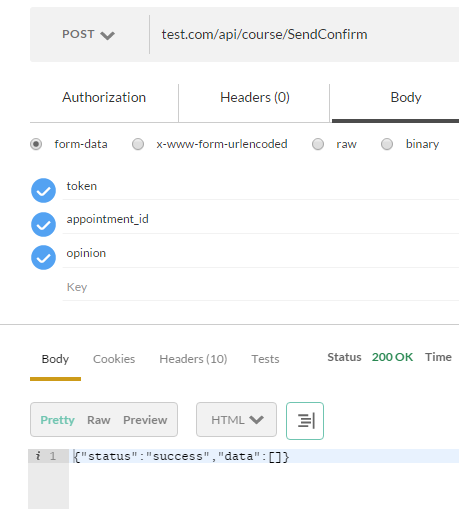 POST test.com/api/course/SendConfirm
Authorization Headers (0) Body
form-data x-www-form-urlencoded raw binary
token
appointment_id
opinion
Key
Body Cookies Headers (10) Tests Status 200 OK Time
Pretty Raw Preview HTML
i 1 {"status":"success","data":[]}